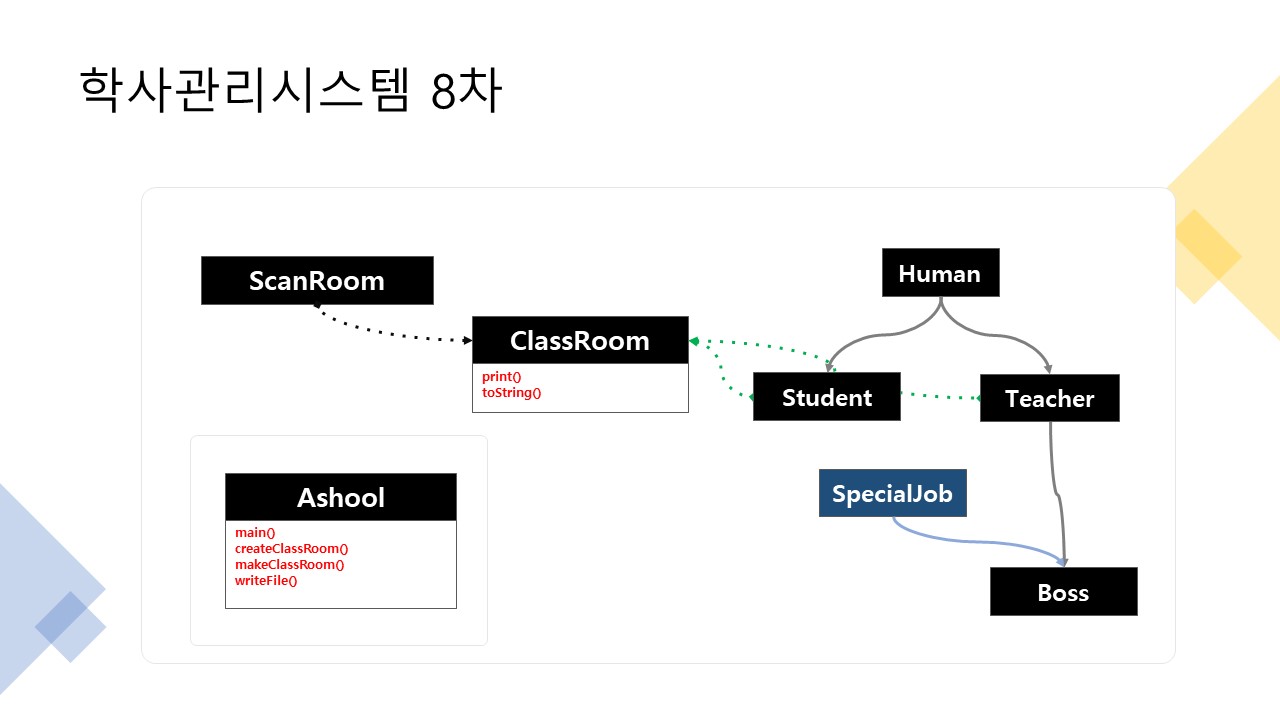 학사관리시스템 8차
ScanRoom
Human
ClassRoom
print()
toString()
Student
Teacher
SpecialJob
Ashool
main()
createClassRoom()
makeClassRoom()
writeFile()
Boss